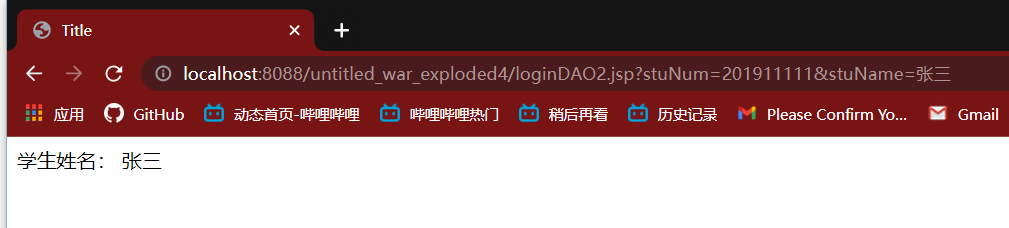 Title
localhost:8088/untitled_war_exploded4/loginDAO2.jsp?stuNum=201911111&stuName=张三
应用 GitHub 动态首页-哔哩哔哩 哔哩哔哩热门 稍后再看 历史记录 Please Confirm Yo... Gmail
学生姓名： 张三